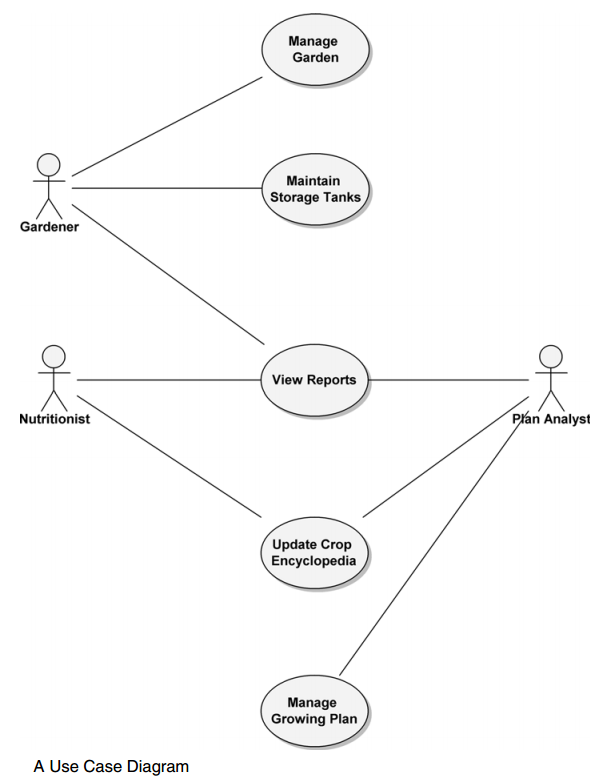 Manage
Garden
Maintain
Storage Tanks
Gardener
View Reports
Nutritionist
Plan Analyst
Update Crop
Encyclopedia
Manage
Growing Plan
A Use Case Diagram